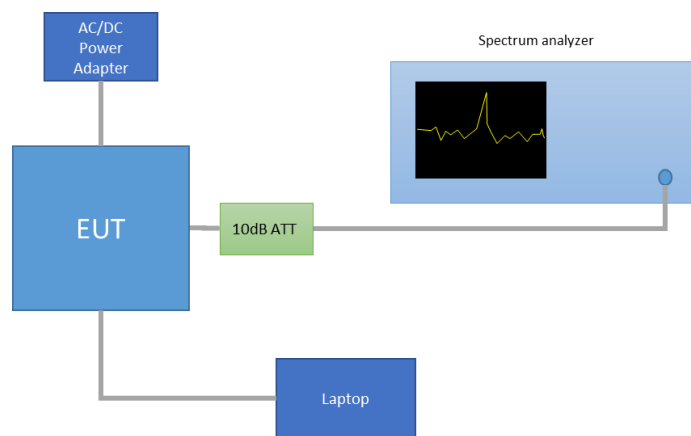 AC/DC
Power
Adapter
Spectrum analyzer
EUT
10dB ATT
Laptop